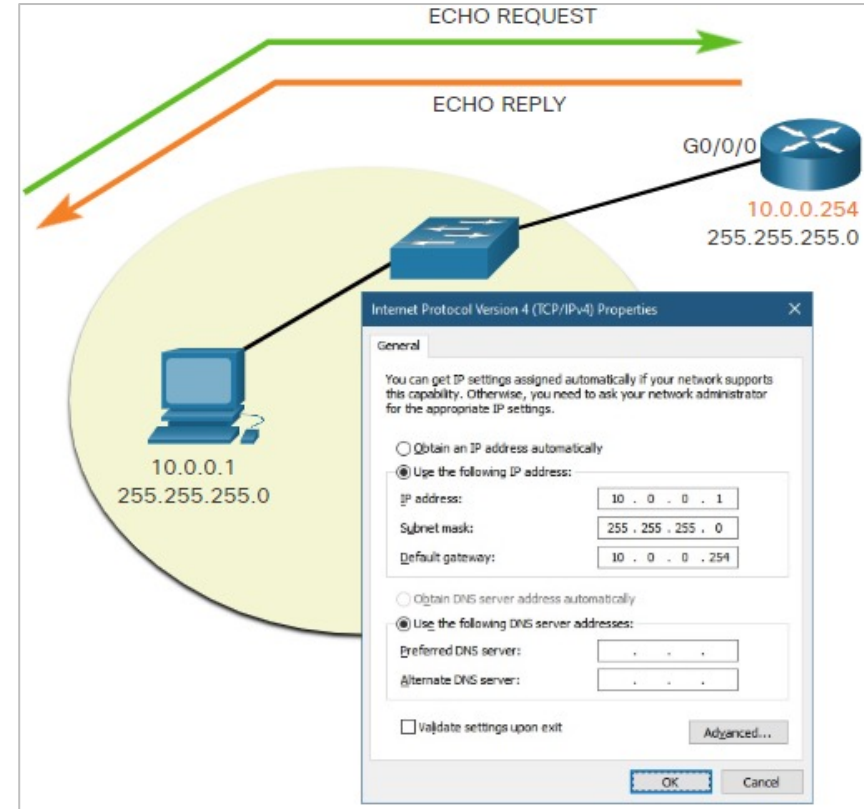 ECHO REQUEST
ECHO REPLY
G0/0/0
10.0.0.254
255.255.255.0
10.0.0.1
255.255.255.0
Internet Protocol Version 4 (TCP/IPv4) Properties
General
You can get IP settings assigned automatically if your network supports
this capability. Otherwise, you need to ask your network administrator
for the appropriate IP settings.
Obtain an IP address automatically
Use the following IP address:
IP address: 10 . 0 . 0 . 1
Subnet mask: 255 . 255 . 255 . 0
Default gateway: 10 . 0 . 0 . 254
Obtain DNS server address automatically
Use the following DNS server addresses:
Preferred DNS server: . . .
Alternate DNS server: . . .
Validate settings upon exit
Advanced...
OK Cancel